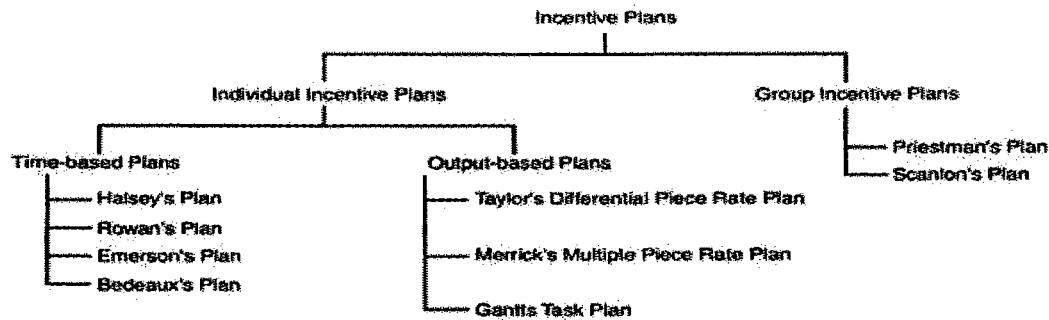 Incentive Plans
Individual Incentive Plans
Group Incentive Plans
Time-based Plans
Output-based Plans
Priestman's Plan
Scanlon's Plan
Halsey's Plan
Rowan's Plan
Emerson's Plan
Bedeaux's Plan
Taylor's Differential Piece Rate Plan
Merrick's Multiple Piece Rate Plan
Gantts Task Plan